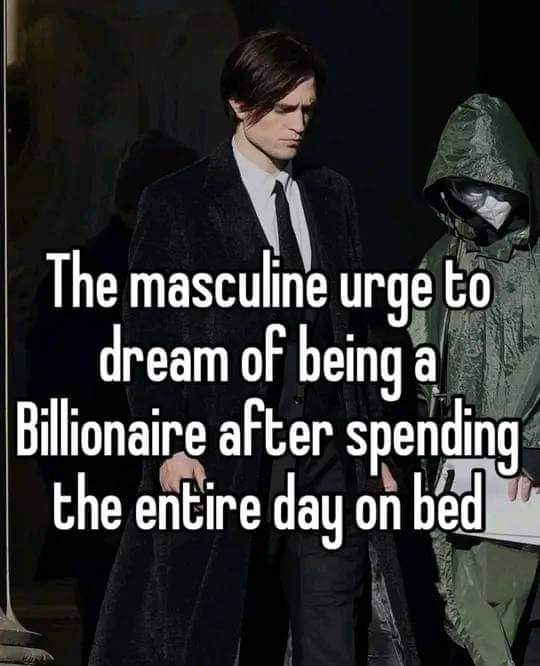 The masculine urge to
dream of being a
Billionaire after spending
the entire day on bed